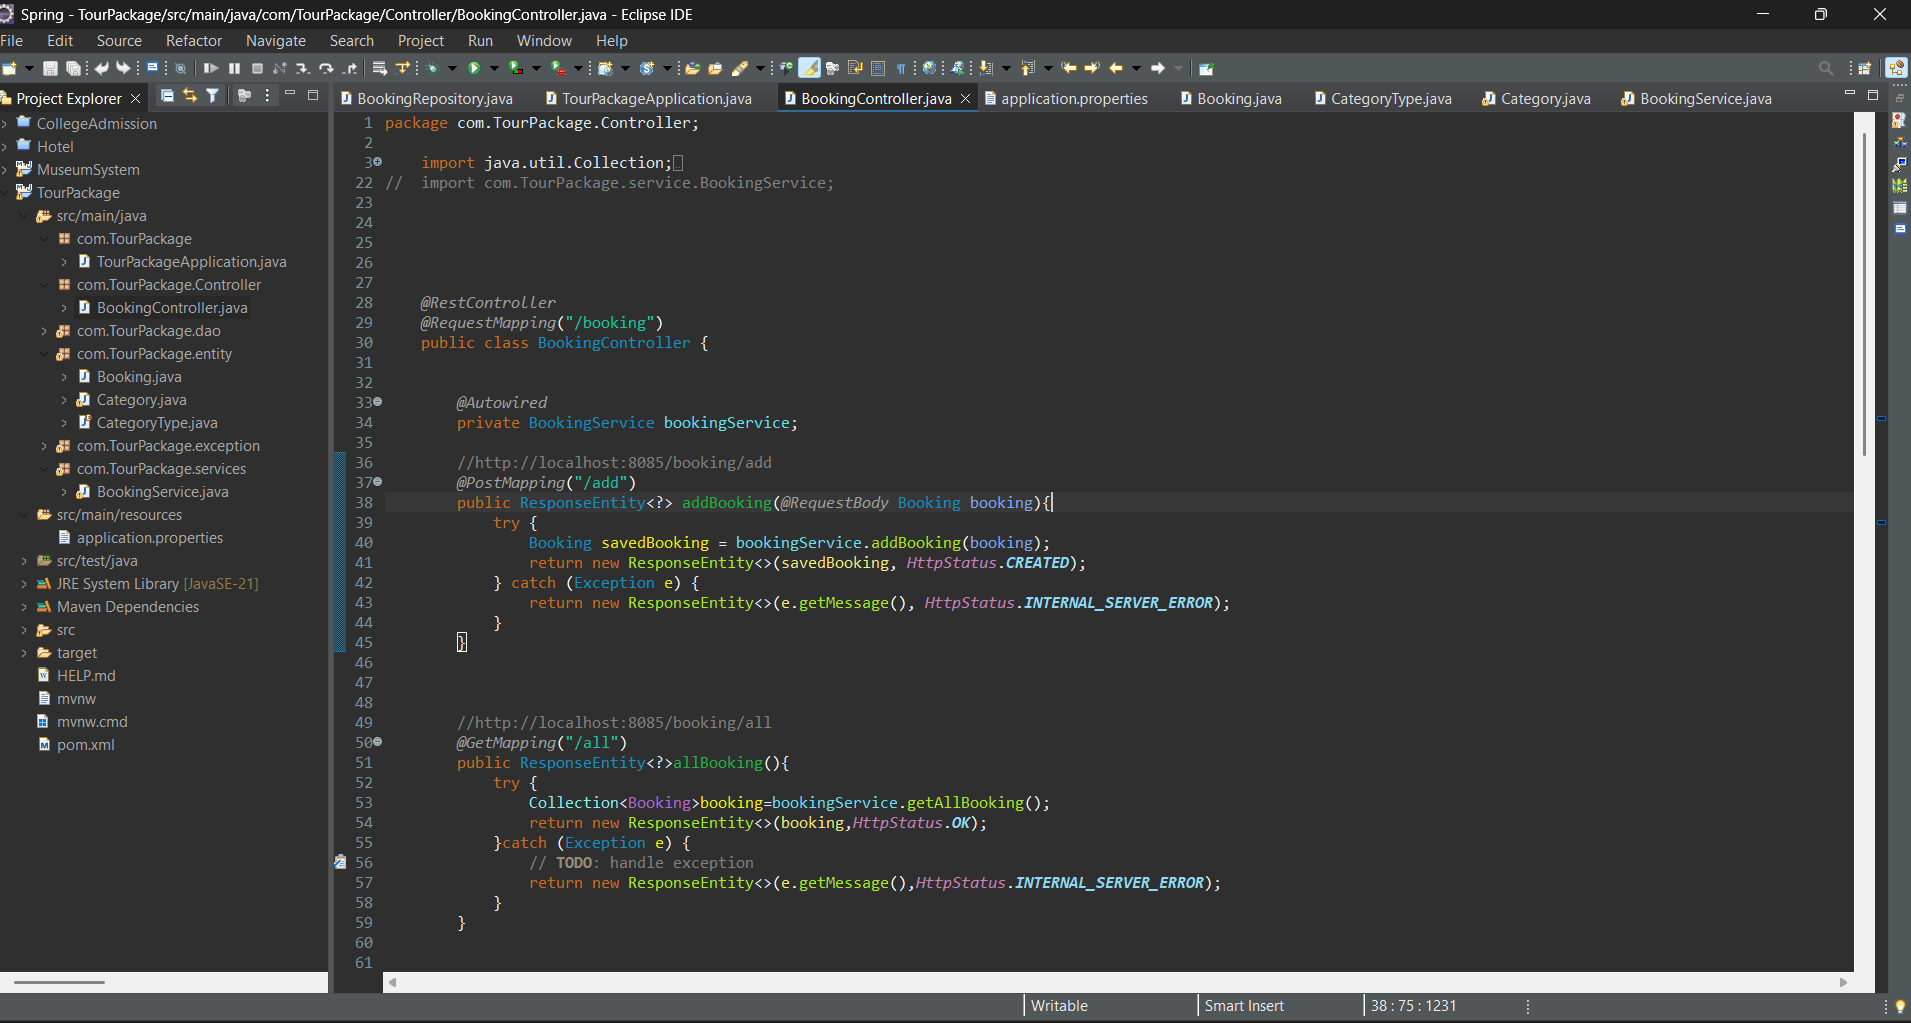 Spring - TourPackage/src/main/java/com/TourPackage/Controller/BookingController.java - Eclipse IDE
File Edit Source Refactor Navigate Search Project Run Window Help
Project Explorer
BookingRepository.java TourPackageApplication.java BookingController.java application.properties Booking.java CategoryType.java Category.java BookingService.java
CollegeAdmission
Hotel
MuseumSystem
TourPackage
src/main/java
com.TourPackage
TourPackageApplication.java
com.TourPackage.Controller
BookingController.java
com.TourPackage.dao
com.TourPackage.entity
Booking.java
Category.java
CategoryType.java
com.TourPackage.exception
com.TourPackage.services
BookingService.java
src/main/resources
application.properties
src/test/java
JRE System Library [JavaSE-21]
Maven Dependencies
src
target
HELP.md
mvnw
mvnw.cmd
pom.xml
1 package com.TourPackage.Controller;
2
3 import java.util.Collection;
22 // import com.TourPackage.service.BookingService;
23
24
25
26
27
28 @RestController
29 @RequestMapping("/booking")
30 public class BookingController {
31
32
33 @Autowired
34 private BookingService bookingService;
35
36 //http://localhost:8085/booking/add
37 @PostMapping("/add")
38 public ResponseEntity<?> addBooking(@RequestBody Booking booking){
39 try {
40 Booking savedBooking = bookingService.addBooking(booking);
41 return new ResponseEntity<>(savedBooking, HttpStatus.CREATED);
42 } catch (Exception e) {
43 return new ResponseEntity<>(e.getMessage(), HttpStatus.INTERNAL_SERVER_ERROR);
44 }
45 }
46
47
48
49 //http://localhost:8085/booking/all
50 @GetMapping("/all")
51 public ResponseEntity<?>allBooking(){
52 try {
53 Collection<Booking>booking=bookingService.getAllBooking();
54 return new ResponseEntity<>(booking,HttpStatus.OK);
55 }catch (Exception e) {
56 // TODO: handle exception
57 return new ResponseEntity<>(e.getMessage(),HttpStatus.INTERNAL_SERVER_ERROR);
58 }
59 }
60
61
Writable Smart Insert 38 : 75 : 1231